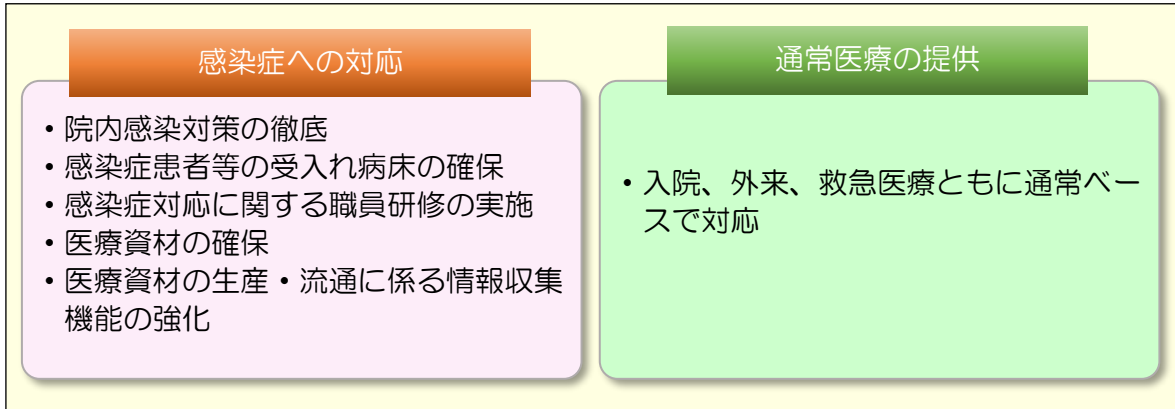 感染症への対応
・院内感染対策の徹底
・感染症患者等の受入れ病床の確保
・感染症対応に関する職員研修の実施
・医療資材の確保
・医療資材の生産・流通に係る情報収集
機能の強化
通常医療の提供
・入院、外来、救急医療ともに通常ベー
スで対応